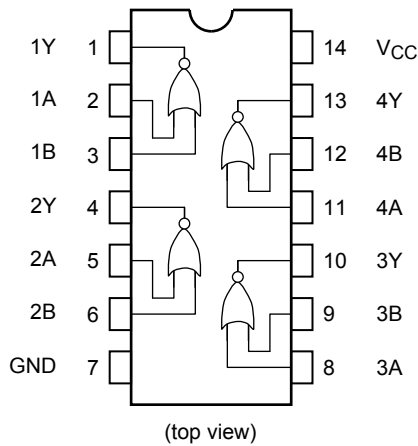 1Y 1 14 VCC
1A 2 13 4Y
1B 3 12 4B
2Y 4 11 4A
2A 5 10 3Y
2B 6 9 3B
GND 7 8 3A
(top view)